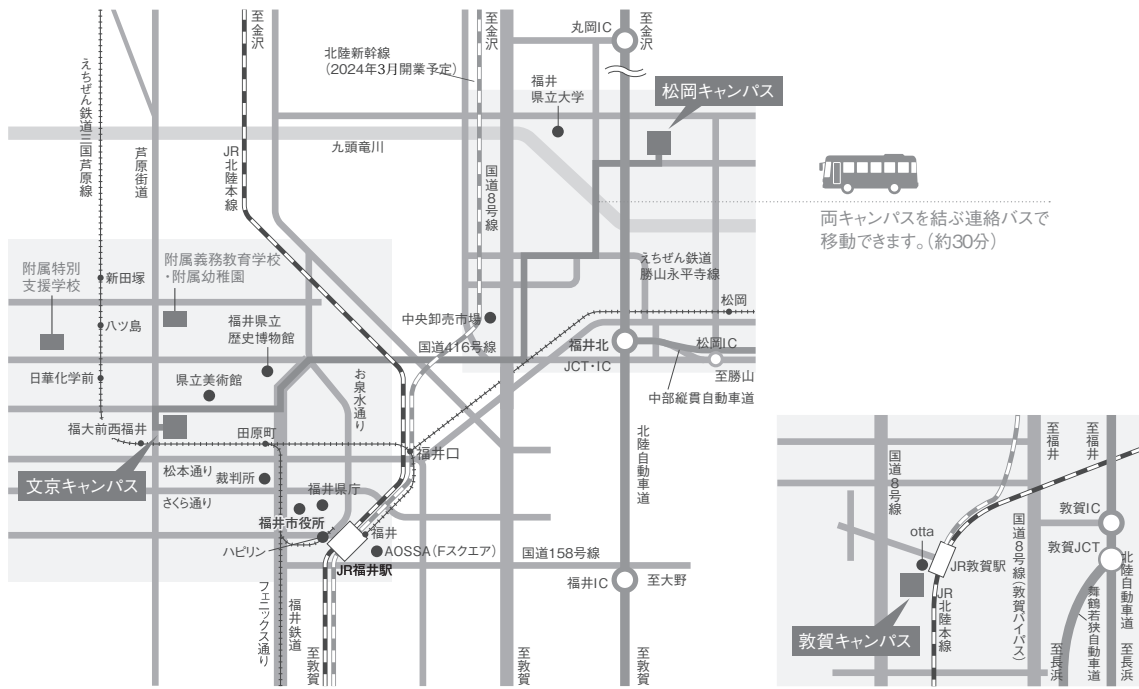 至金沢
至金沢
丸岡IC
至金沢
北陸新幹線
（2024年3月開業予定）
福井
県立大学
松岡キャンパス
えちぜん鉄道三国芦原線
芦原街道
JR北陸本線
九頭竜川
国道8号線
両キャンパスを結ぶ連絡バスで
移動できます。（約30分）
附属特別
支援学校
新田塚
附属義務教育学校
・附属幼稚園
えちぜん鉄道
勝山永平寺線
松岡
八ツ島
福井県立
歴史博物館
中央卸売市場
国道416号線
福井北
JCT・IC
松岡IC
至勝山
中部縦貫自動車道
日華化学前
県立美術館
お泉水通り
福大前西福井
田原町
福井口
北陸自動車道
文京キャンパス
松本通り
裁判所
さくら通り
福井県庁
福井市役所
ハピリン
福井
AOSSA（Fスクエア）
JR福井駅
国道158号線
福井IC
至大野
フェニックス通り
福井鉄道
至敦賀
至敦賀
至敦賀
国道8号線
至福井
至福井
敦賀IC
otta
JR敦賀駅
国道8号線（敦賀バイパス）
敦賀JCT
敦賀キャンパス
JR北陸本線
舞鶴若狭自動車道
北陸自動車道
至長浜
至長浜